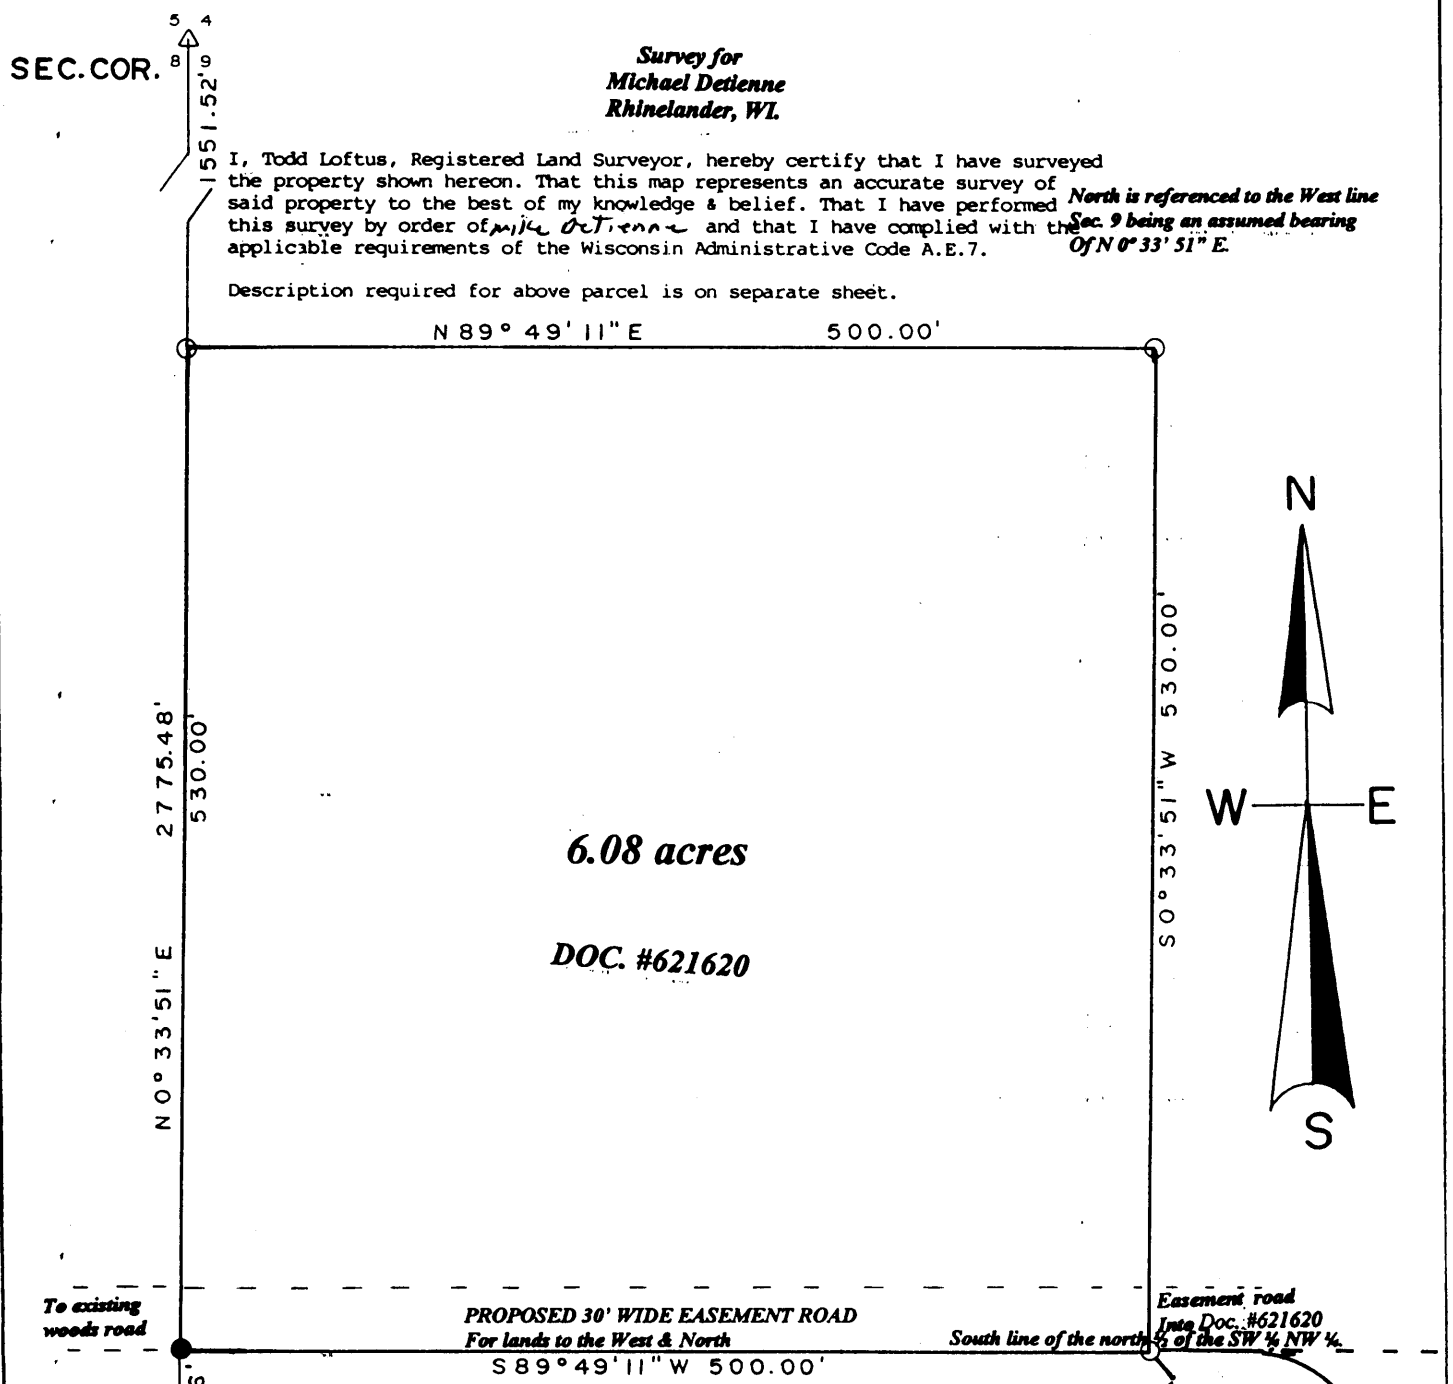 5 4
SEC. COR. 8 9
1551.52'
Survey for
Michael Detienne
Rhinelander, WI.
I, Todd Loftus, Registered Land Surveyor, hereby certify that I have surveyed
the property shown hereon. That this map represents an accurate survey of
said property to the best of my knowledge & belief. That I have performed
this survey by order of Mike DeTienne and that I have complied with the
applicable requirements of the Wisconsin Administrative Code A.E.7.
North is referenced to the West line
Sec. 9 being an assumed bearing
Of N 0° 33' 51" E.
Description required for above parcel is on separate sheet.
N 89° 49' 11" E 500.00'
N
W E
S
S 0° 33' 51" W 530.00'
N 0° 33' 51" E 2775.48'
530.00'
6.08 acres
DOC. #621620
To existing
woods road
PROPOSED 30' WIDE EASEMENT ROAD
For lands to the West & North
Easement road
Into Doc. #621620
South line of the north ½ of the SW ¼ NW ¼.
S 89° 49' 11" W 500.00'